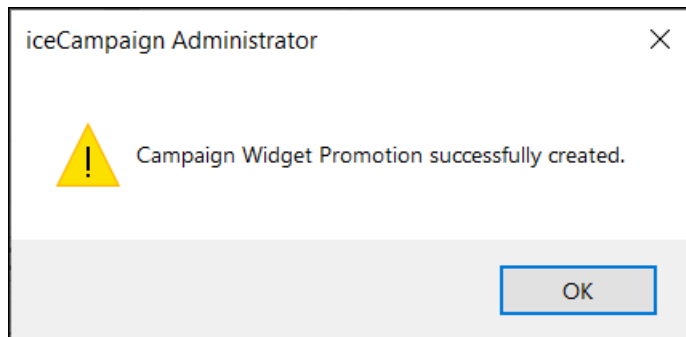 iceCampaign Administrator
Campaign Widget Promotion successfully created.
OK